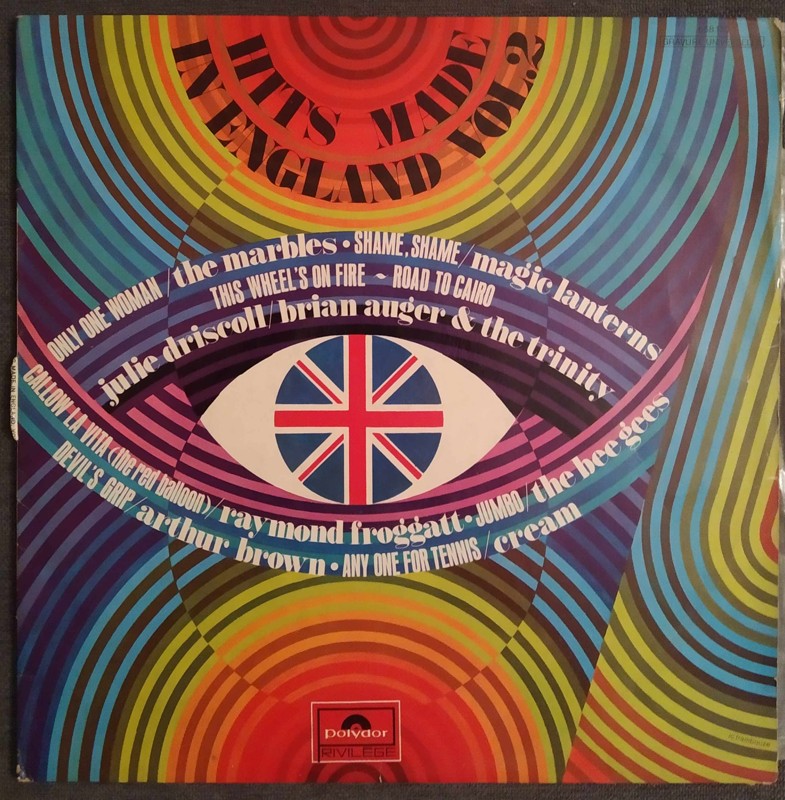 HITS MADE
IN ENGLAND VOL.2
ONLY ONE WOMAN / the marbles • SHAME, SHAME / magic lanterns
THIS WHEEL'S ON FIRE ~ ROAD TO CAIRO
julie driscoll / brian auger & the trinity
CALLOW LA VITA (the red balloon) / raymond froggatt • JUMBO / the bee gees
DEVIL'S GRIP / arthur brown • ANY ONE FOR TENNIS / cream
polydor
RIVILEGE